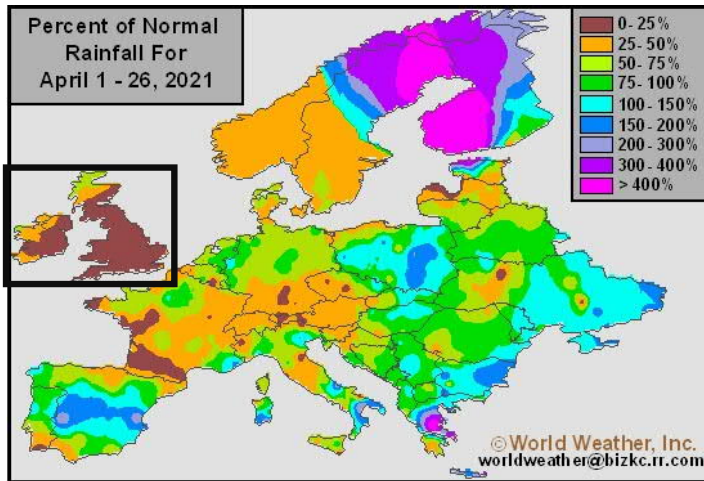 Percent of Normal
Rainfall For
April 1 - 26, 2021
0- 25%
25- 50%
50- 75%
75- 100%
100- 150%
150- 200%
200- 300%
300- 400%
> 400%
©World Weather, Inc.
worldweather@bizkc.rr.com